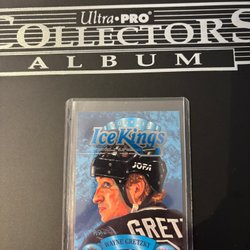 Ultra•PRO®
COLLECTORS
ALBUM
Ice Kings
JOFA
GRET
WAYNE GRETZKY